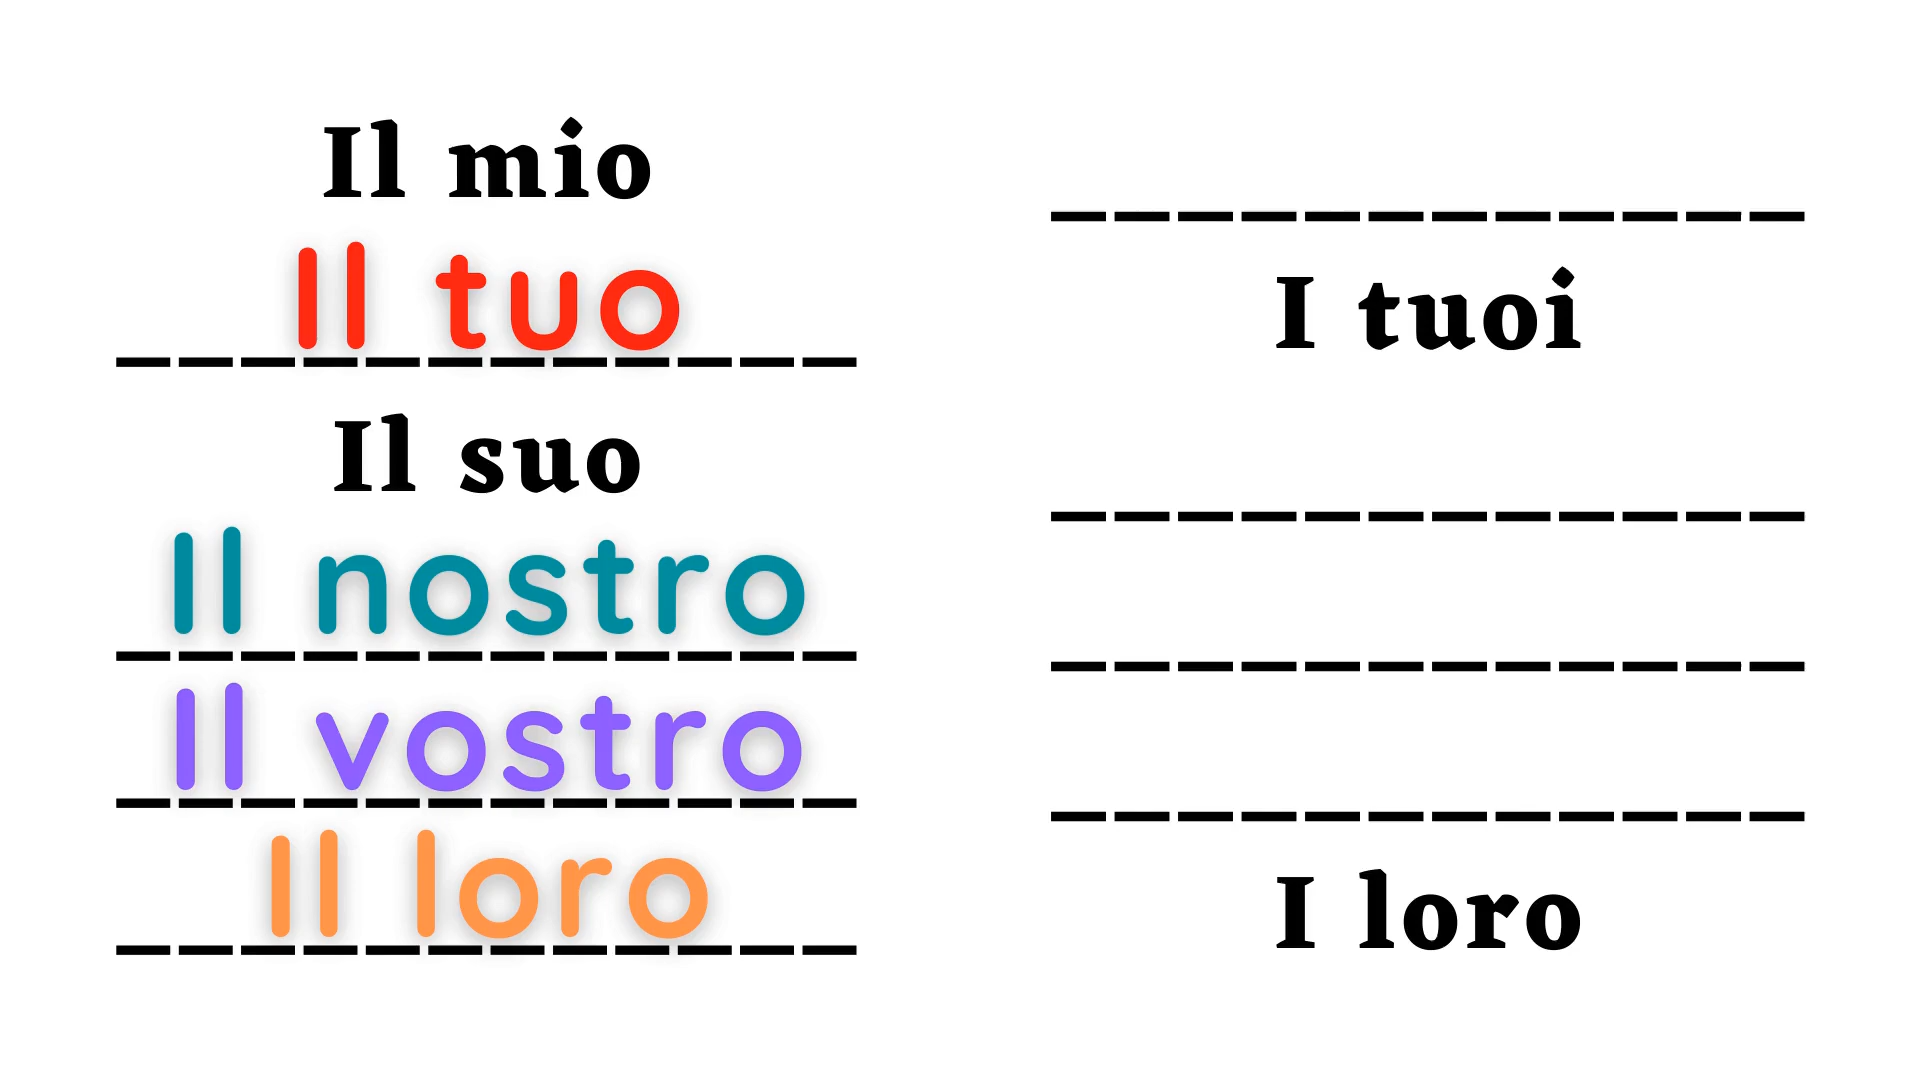 Il mio
Il tuo
Il suo
Il nostro
Il vostro
Il loro
I tuoi
I loro